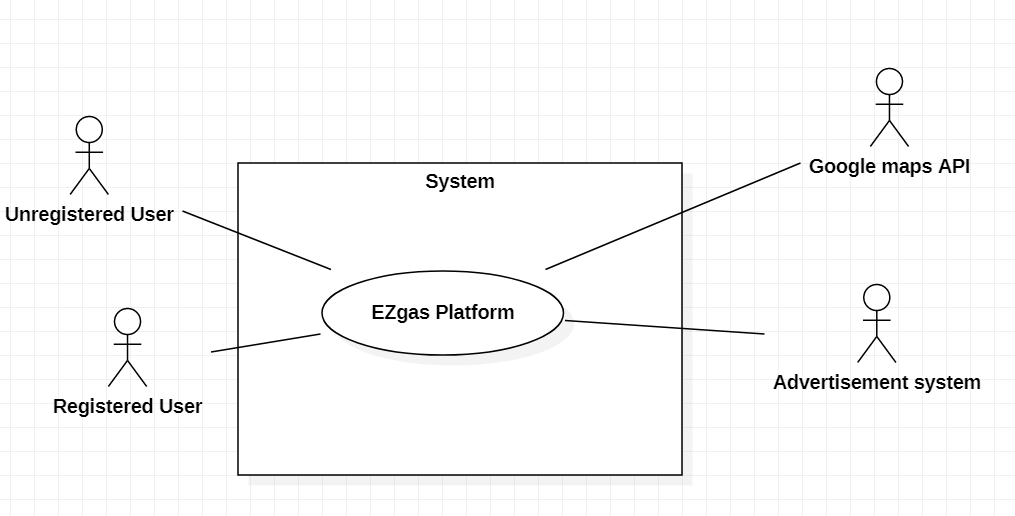 Google maps API
System
Unregistered User
EZgas Platform
Advertisement system
Registered User